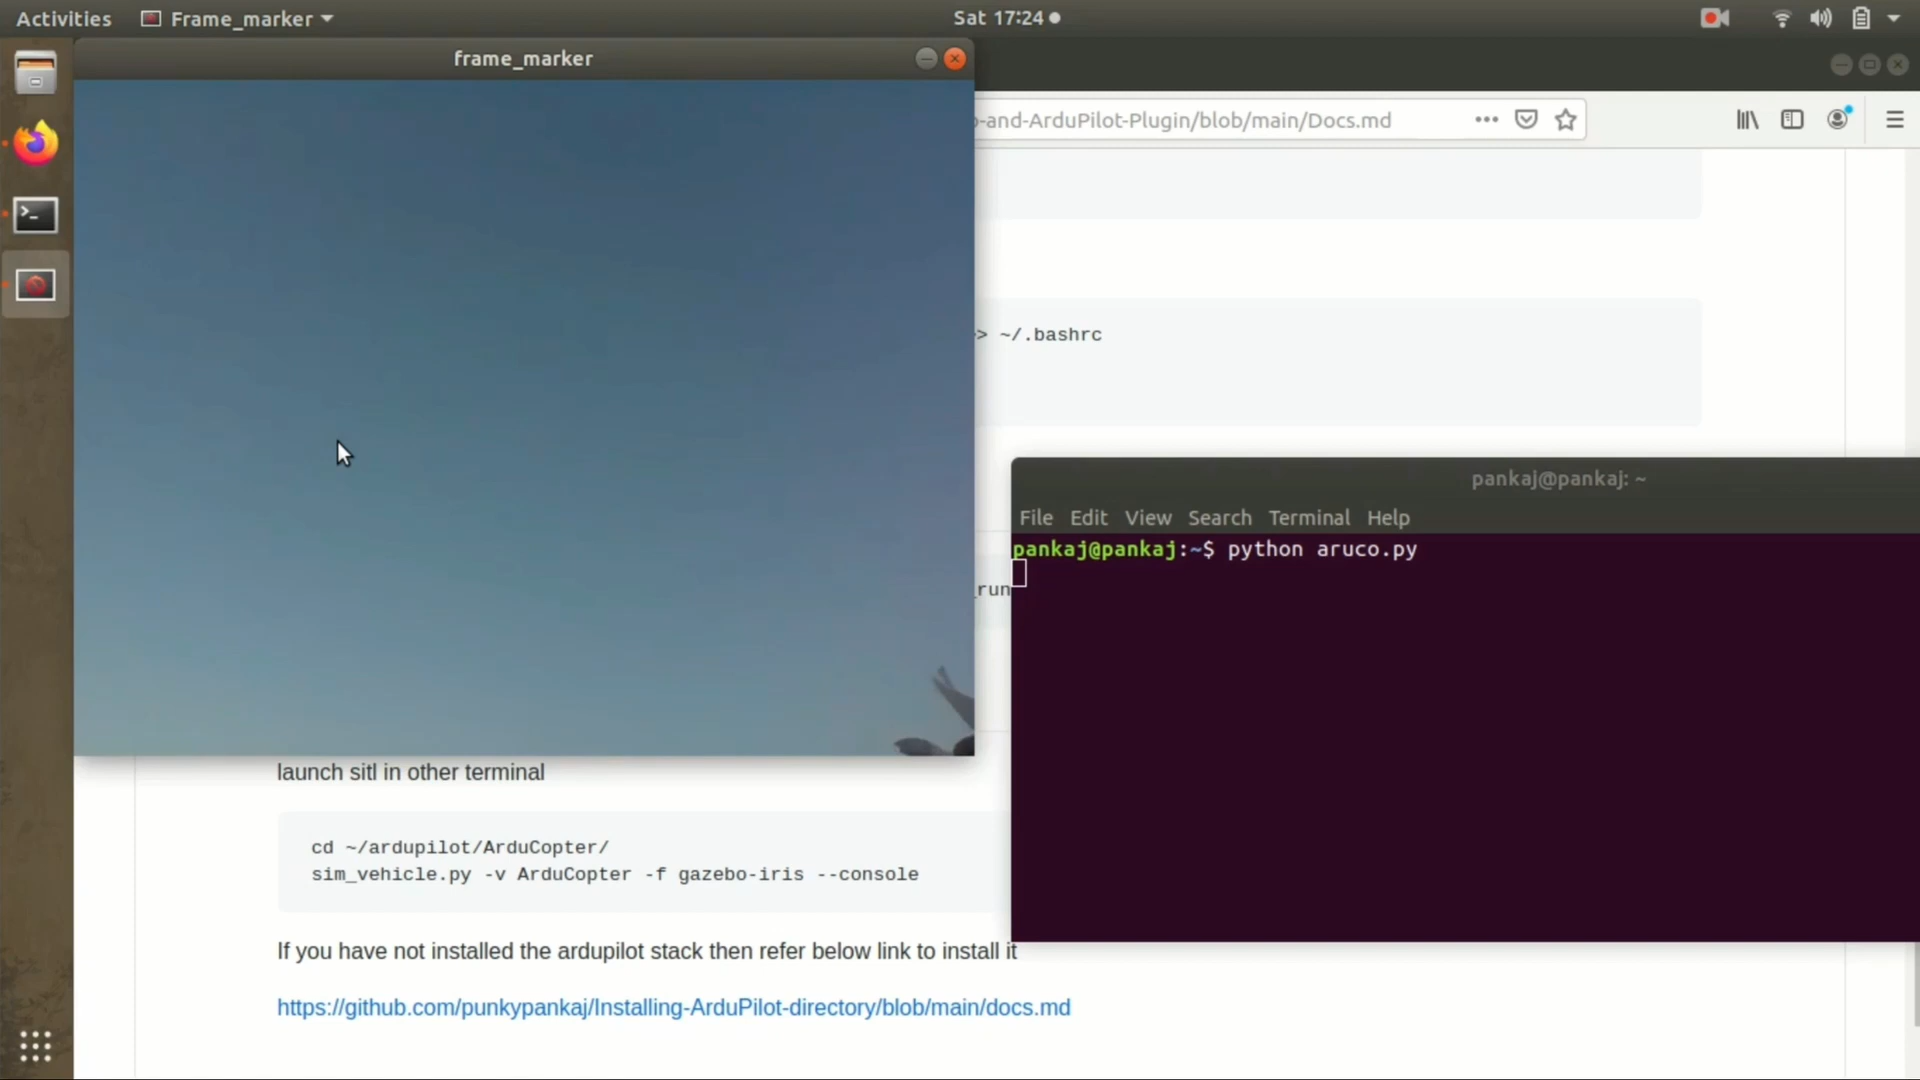 Activities
Frame_marker
Sat 17:24
frame_marker
-and-ArduPilot-Plugin/blob/main/Docs.md
> ~/.bashrc
pankaj@pankaj: ~
File Edit View Search Terminal Help
pankaj@pankaj:~$ python aruco.py
_run
launch sitl in other terminal
cd ~/ardupilot/ArduCopter/
sim_vehicle.py -v ArduCopter -f gazebo-iris --console
If you have not installed the ardupilot stack then refer below link to install it
https://github.com/punkypankaj/Installing-ArduPilot-directory/blob/main/docs.md